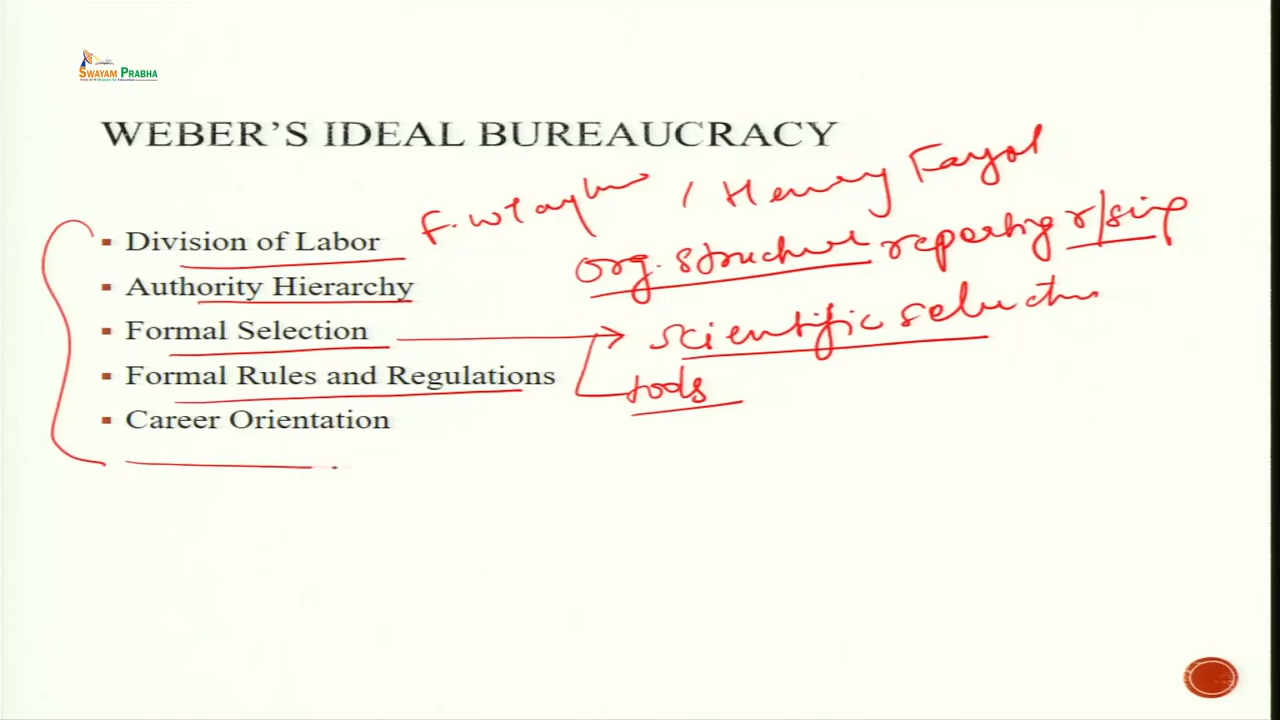 SWAYAM PRABHA
WEBER'S IDEAL BUREAUCRACY
F. W Taylor / Henry Fayol
▪ Division of Labor
org. structure reporting r/ship
▪ Authority Hierarchy
▪ Formal Selection
scientific selection
▪ Formal Rules and Regulations
tools
▪ Career Orientation